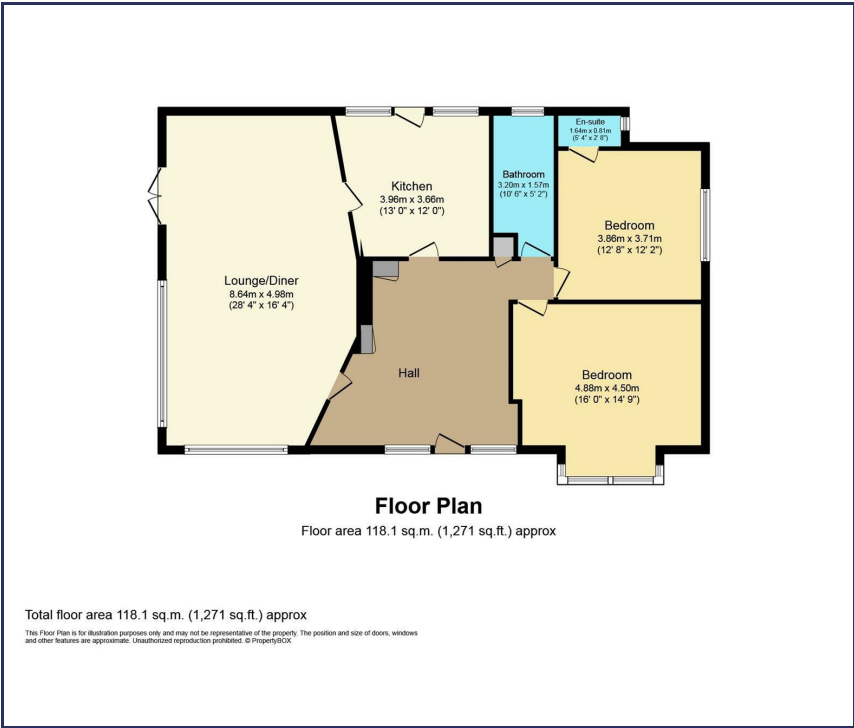 En-suite
1.64m x 0.81m
(5' 4" x 2' 8")
Bathroom
3.20m x 1.57m
(10' 6" x 5' 2")
Kitchen
3.96m x 3.66m
(13' 0" x 12' 0")
Bedroom
3.86m x 3.71m
(12' 8" x 12' 2")
Lounge/Diner
8.64m x 4.98m
(28' 4" x 16' 4")
Hall
Bedroom
4.88m x 4.50m
(16' 0" x 14' 9")
Floor Plan
Floor area 118.1 sq.m. (1,271 sq.ft.) approx
Total floor area 118.1 sq.m. (1,271 sq.ft.) approx
This Floor Plan is for illustration purposes only and may not be representative of the property. The position and size of doors, windows
and other features are approximate. Unauthorized reproduction prohibited. © PropertyBOX